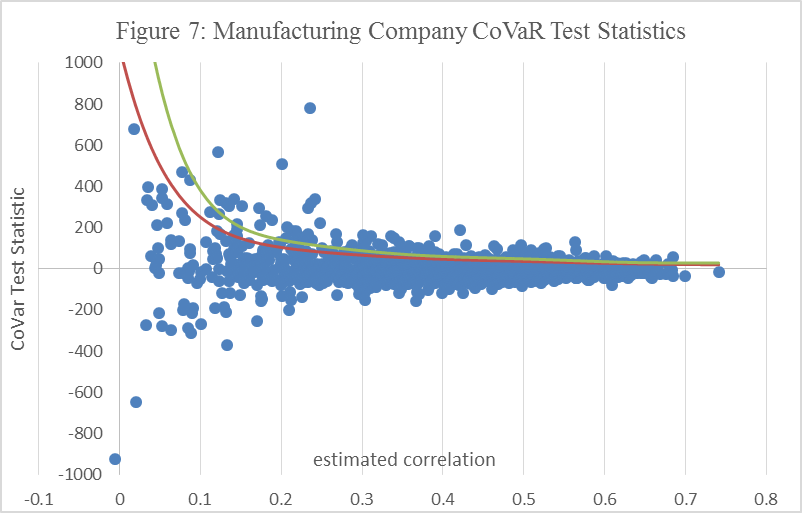 Figure 7: Manufacturing Company CoVaR Test Statistics
1000
800
600
400
200
0
-200
-400
-600
-800
-1000
CoVar Test Statistic
estimated correlation
-0.1 0 0.1 0.2 0.3 0.4 0.5 0.6 0.7 0.8